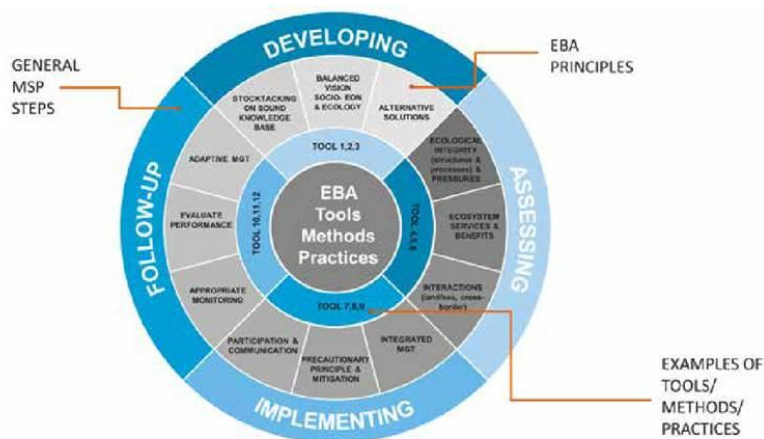 GENERAL
MSP
STEPS
EBA
PRINCIPLES
DEVELOPING
ASSESSING
IMPLEMENTING
FOLLOW-UP
STOCKTACKING
ON SOUND
KNOWLEDGE
BASE
BALANCED
VISION
SOCIO- EON
& ECOLOGY
ALTERNATIVE
SOLUTIONS
ECOLOGICAL
INTEGRITY
(structures &
processes) &
PRESSURES
ECOSYSTEM
SERVICES &
BENEFITS
INTERACTIONS
(land/sea, cross-
border)
INTEGRATED
MGT
PRECAUTIONARY
PRINCIPLE &
MITIGATION
PARTICIPATION &
COMMUNICATION
APPROPRIATE
MONITORING
EVALUATE
PERFORMANCE
ADAPTIVE MGT
TOOL 1,2,3
TOOL 4,5,6
TOOL 7,8,9
TOOL 10,11,12
EBA
Tools
Methods
Practices
EXAMPLES OF
TOOLS/
METHODS/
PRACTICES